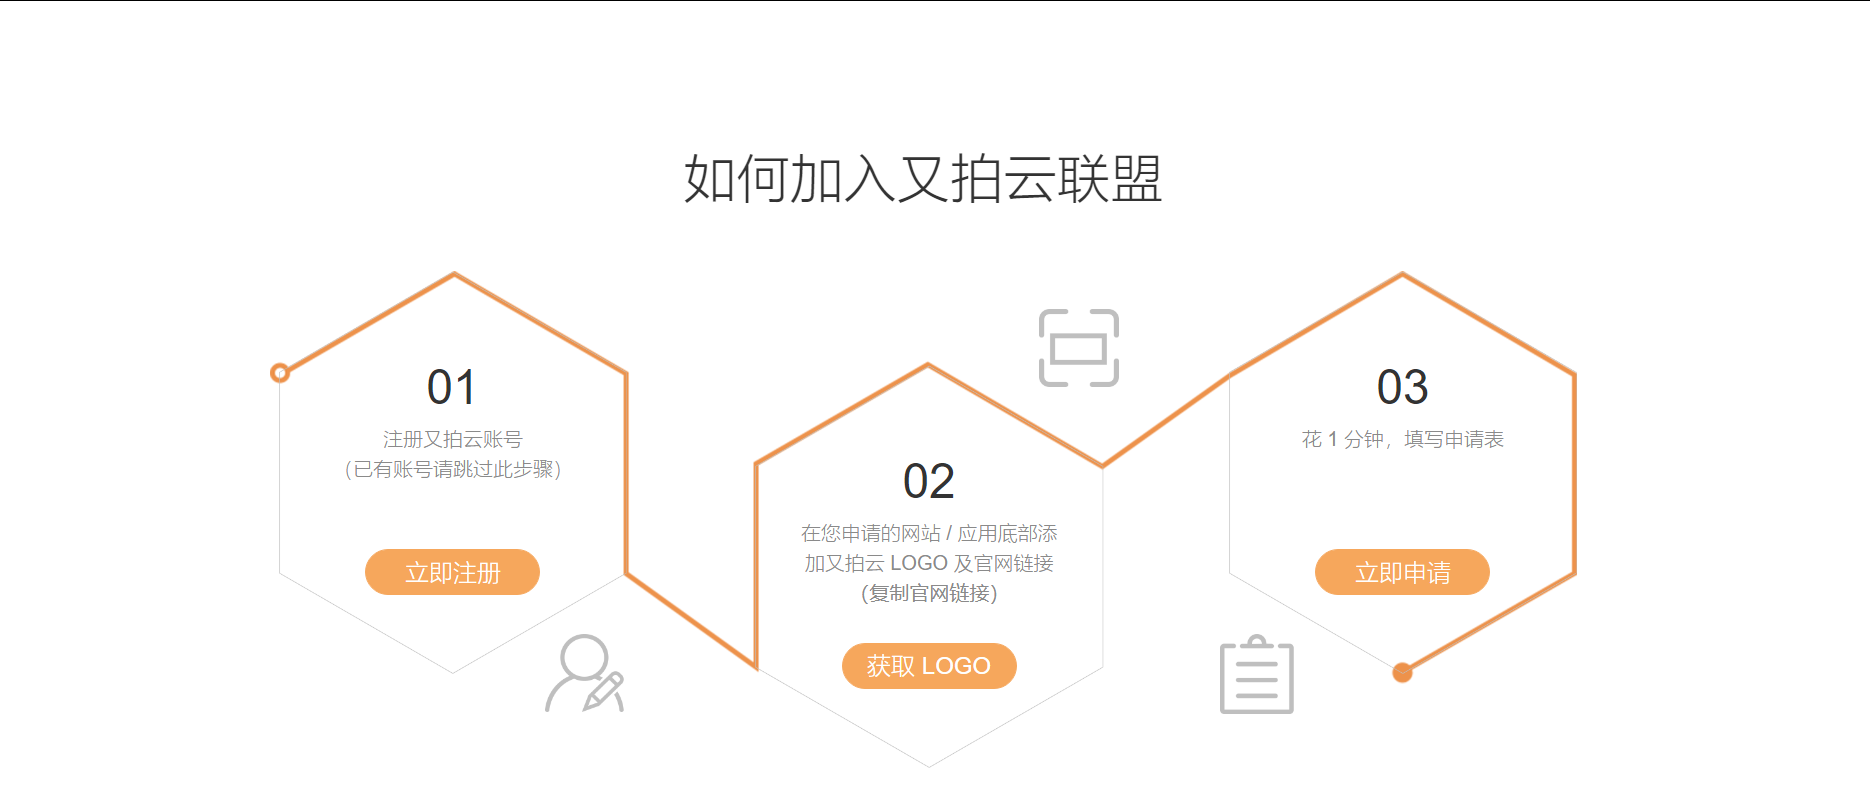 如何加入又拍云联盟
01
注册又拍云账号
（已有账号请跳过此步骤）
立即注册
02
在您申请的网站 / 应用底部添
加又拍云 LOGO 及官网链接
（复制官网链接）
获取 LOGO
03
花 1 分钟，填写申请表
立即申请